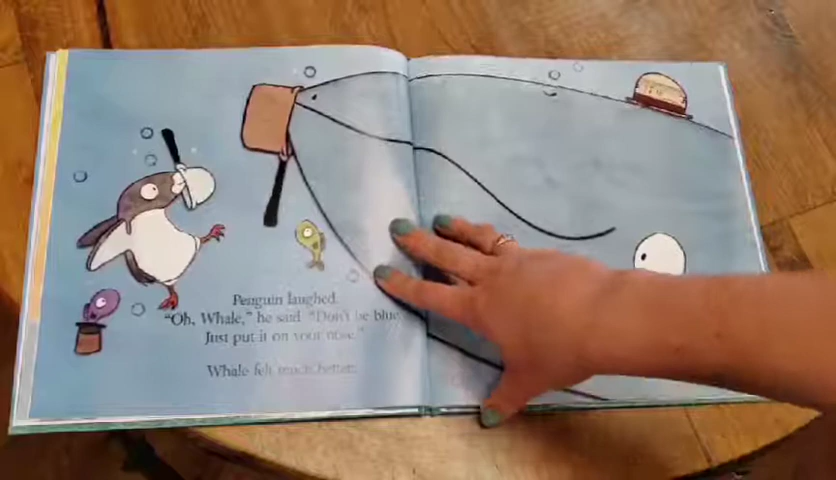 Penguin laughed.
"Oh, Whale," he said. "Don't be blue.
Just put it on your nose."
Whale felt much better.